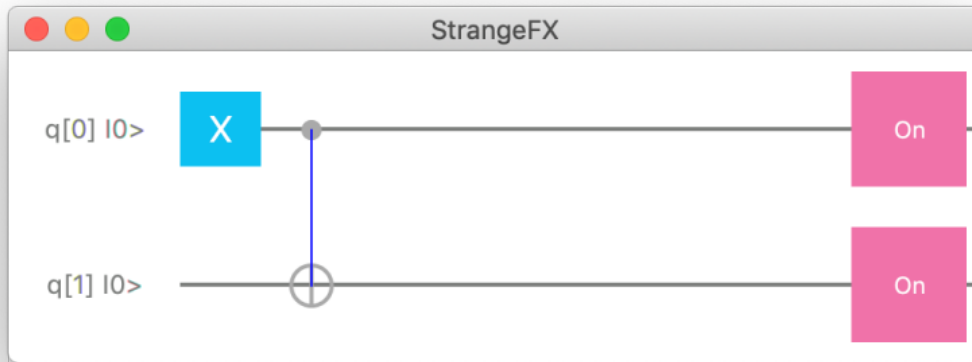 StrangeFX
q[0] I0> X On
q[1] I0> On